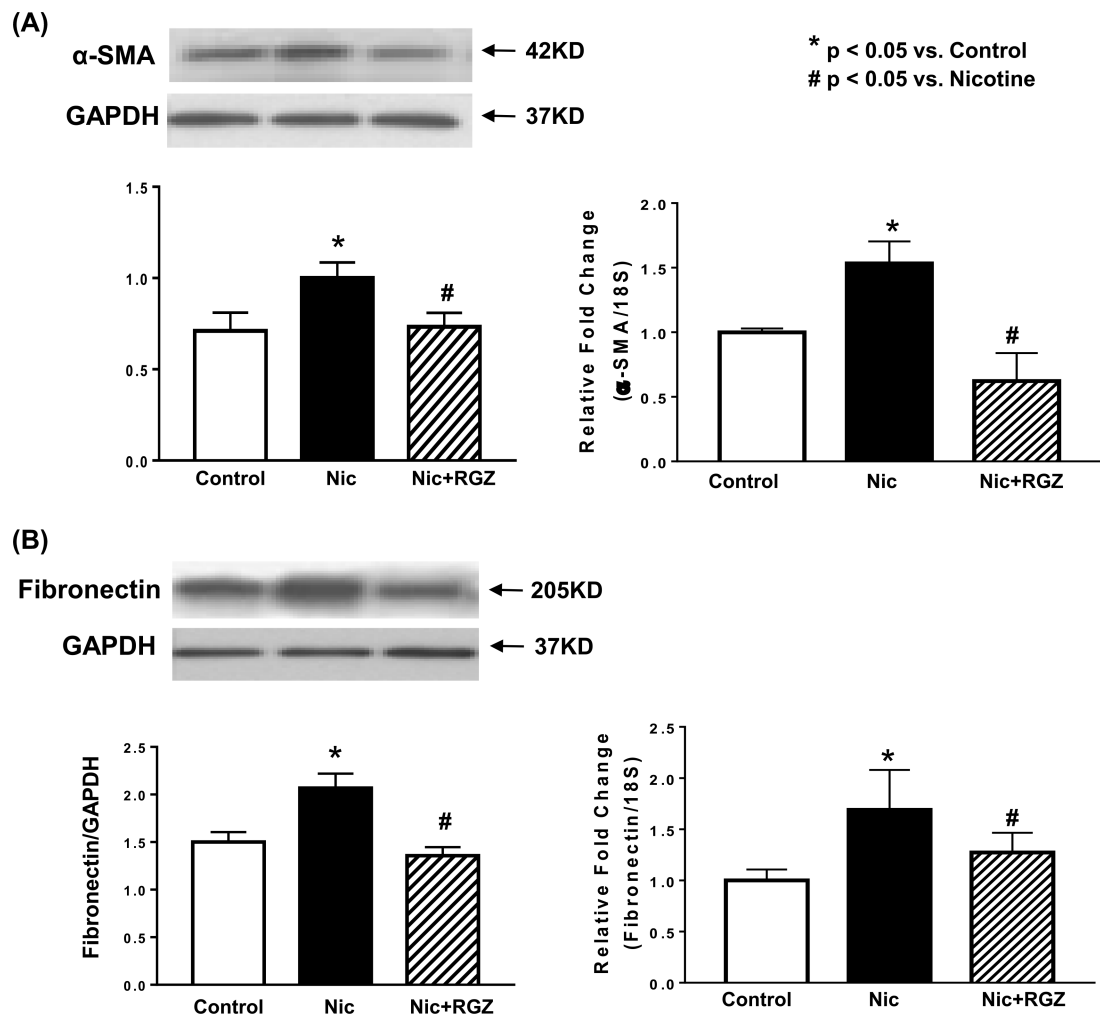 (A)
α-SMA
42KD
GAPDH
37KD
* p < 0.05 vs. Control
# p < 0.05 vs. Nicotine
1.5
1.0
0.5
0.0
*
#
Control Nic Nic+RGZ
Relative Fold Change
(α-SMA/18S)
2.0
1.5
1.0
0.5
0.0
*
#
Control Nic Nic+RGZ
(B)
Fibronectin
205KD
GAPDH
37KD
Fibronectin/GAPDH
2.5
2.0
1.5
1.0
0.5
0.0
*
#
Control Nic Nic+RGZ
Relative Fold Change
(Fibronectin/18S)
2.5
2.0
1.5
1.0
0.5
0.0
*
#
Control Nic Nic+RGZ